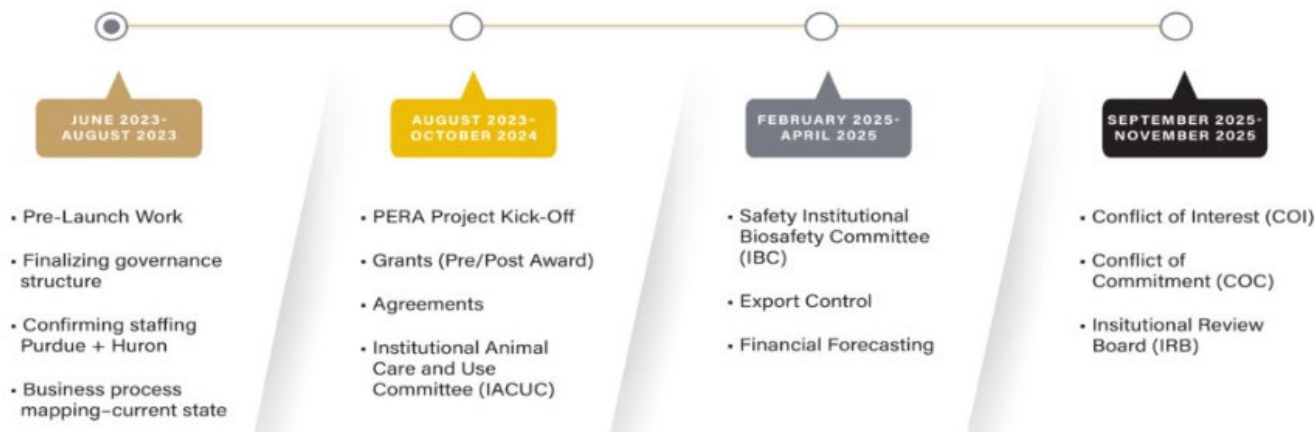 JUNE 2023-
AUGUST 2023
• Pre-Launch Work
• Finalizing governance
structure
• Confirming staffing
Purdue + Huron
• Business process
mapping–current state
AUGUST 2023-
OCTOBER 2024
• PERA Project Kick-Off
• Grants (Pre/Post Award)
• Agreements
• Institutional Animal
Care and Use
Committee (IACUC)
FEBRUARY 2025-
APRIL 2025
• Safety Institutional
Biosafety Committee
(IBC)
• Export Control
• Financial Forecasting
SEPTEMBER 2025-
NOVEMBER 2025
• Conflict of Interest (COI)
• Conflict of
Commitment (COC)
• Insitutional Review
Board (IRB)